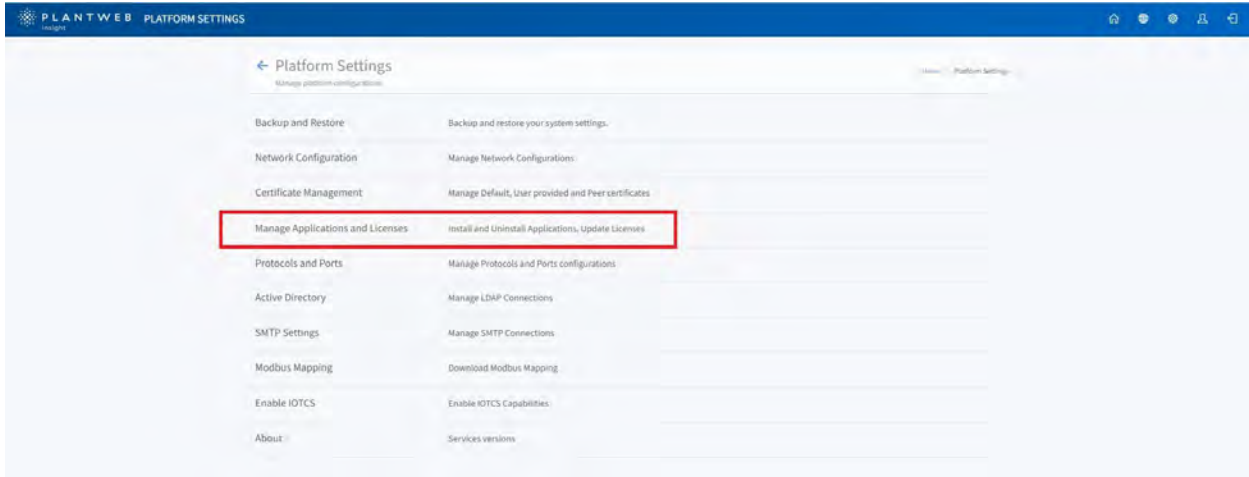 PLANTWEB PLATFORM SETTINGS
insight
Platform Settings
Manage platform configurations
Home Platform Settings
Backup and Restore Backup and restore your system settings.
Network Configuration Manage Network Configurations
Certificate Management Manage Default, User provided and Peer certificates
Manage Applications and Licenses Install and Uninstall Applications, Update Licenses
Protocols and Ports Manage Protocols and Ports configurations
Active Directory Manage LDAP Connections
SMTP Settings Manage SMTP Connections
Modbus Mapping Download Modbus Mapping
Enable IOTCS Enable IOTCS Capabilities
About Services versions